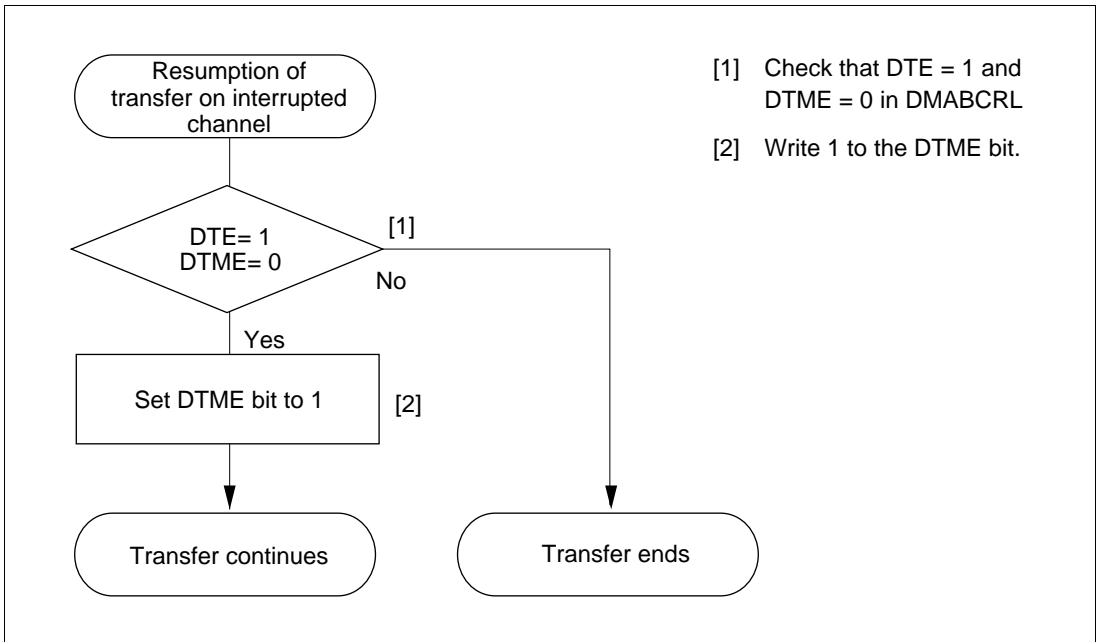 Resumption of
transfer on interrupted
channel
DTE= 1
DTME= 0
[1]
No
Yes
Set DTME bit to 1
[2]
Transfer continues
Transfer ends
[1] Check that DTE = 1 and
DTME = 0 in DMABCRL
[2] Write 1 to the DTME bit.